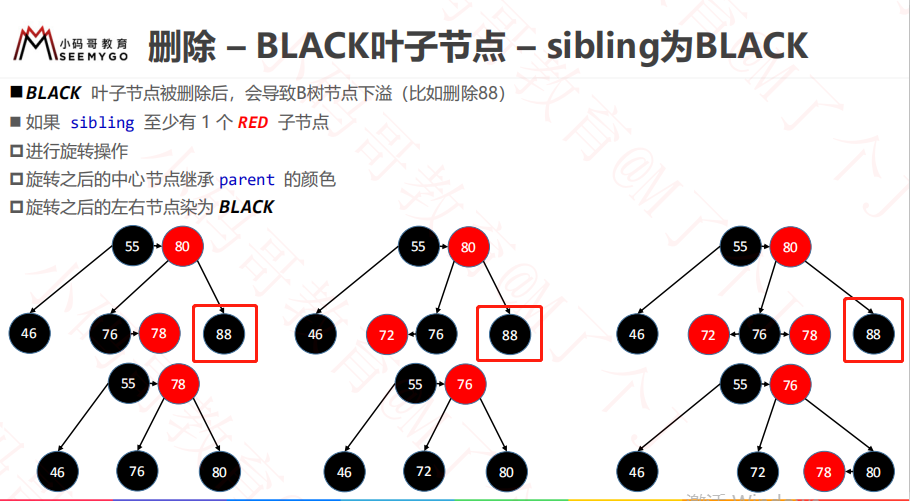 小码哥教育
SEEMYGO
删除 – BLACK叶子节点 – sibling为BLACK
BLACK 叶子节点被删除后，会导致B树节点下溢（比如删除88）
如果 sibling 至少有 1 个 RED 子节点
进行旋转操作
旋转之后的中心节点继承 parent 的颜色
旋转之后的左右节点染为 BLACK
55 80 55 80 55 80
46 76 78 88 46 72 76 88 46 72 76 78 88
55 78 55 76 55 76
46 76 80 46 72 80 46 72 78 80